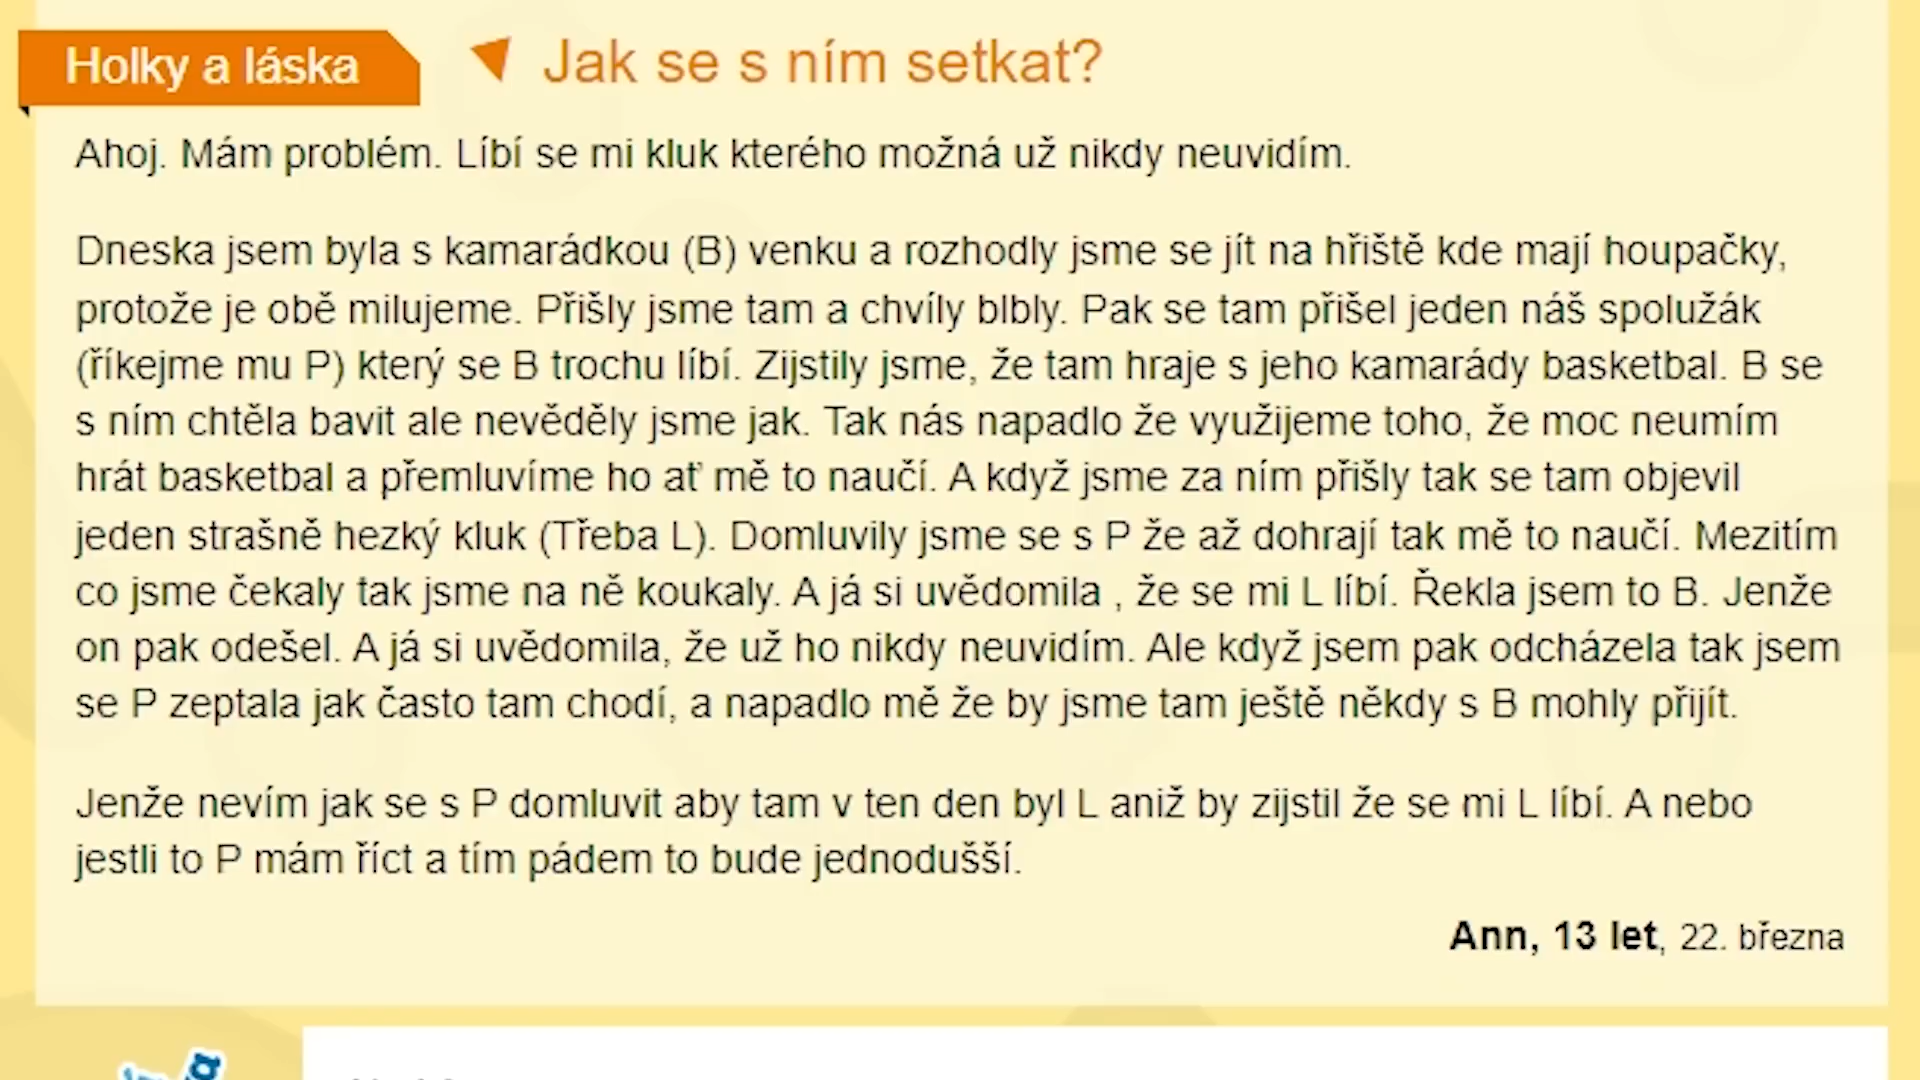 Holky a láska
Jak se s ním setkat?
Ahoj. Mám problém. Líbí se mi kluk kterého možná už nikdy neuvidím.
Dneska jsem byla s kamarádkou (B) venku a rozhodly jsme se jít na hřiště kde mají houpačky,
protože je obě milujeme. Přišly jsme tam a chvíly blbly. Pak se tam přišel jeden náš spolužák
(říkejme mu P) který se B trochu líbí. Zijstily jsme, že tam hraje s jeho kamarády basketbal. B se
s ním chtěla bavit ale nevěděly jsme jak. Tak nás napadlo že využijeme toho, že moc neumím
hrát basketbal a přemluvíme ho ať mě to naučí. A když jsme za ním přišly tak se tam objevil
jeden strašně hezký kluk (Třeba L). Domluvily jsme se s P že až dohrají tak mě to naučí. Mezitím
co jsme čekaly tak jsme na ně koukaly. A já si uvědomila , že se mi L líbí. Řekla jsem to B. Jenže
on pak odešel. A já si uvědomila, že už ho nikdy neuvidím. Ale když jsem pak odcházela tak jsem
se P zeptala jak často tam chodí, a napadlo mě že by jsme tam ještě někdy s B mohly přijít.
Jenže nevím jak se s P domluvit aby tam v ten den byl L aniž by zijstil že se mi L líbí. A nebo
jestli to P mám říct a tím pádem to bude jednodušší.
Ann, 13 let, 22. března